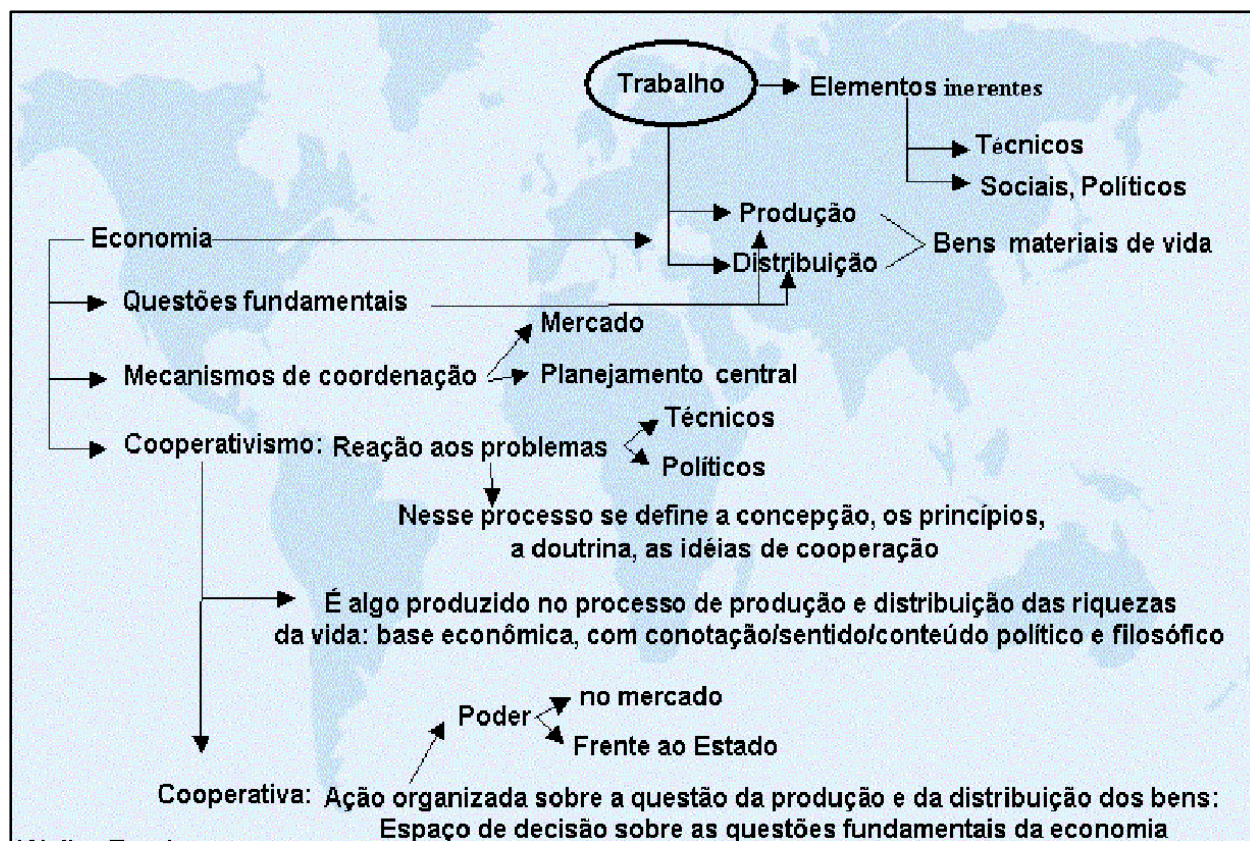 Trabalho
Elementos inerentes
Técnicos
Sociais, Políticos
Produção
Economia
Bens materiais de vida
Distribuição
Questões fundamentais
Mercado
Mecanismos de coordenação
Planejamento central
Técnicos
Cooperativismo: Reação aos problemas
Políticos
Nesse processo se define a concepção, os princípios,
a doutrina, as idéias de cooperação
É algo produzido no processo de produção e distribuição das riquezas
da vida: base econômica, com conotação/sentido/conteúdo político e filosófico
no mercado
Poder
Frente ao Estado
Cooperativa: Ação organizada sobre a questão da produção e da distribuição dos bens:
Espaço de decisão sobre as questões fundamentais da economia